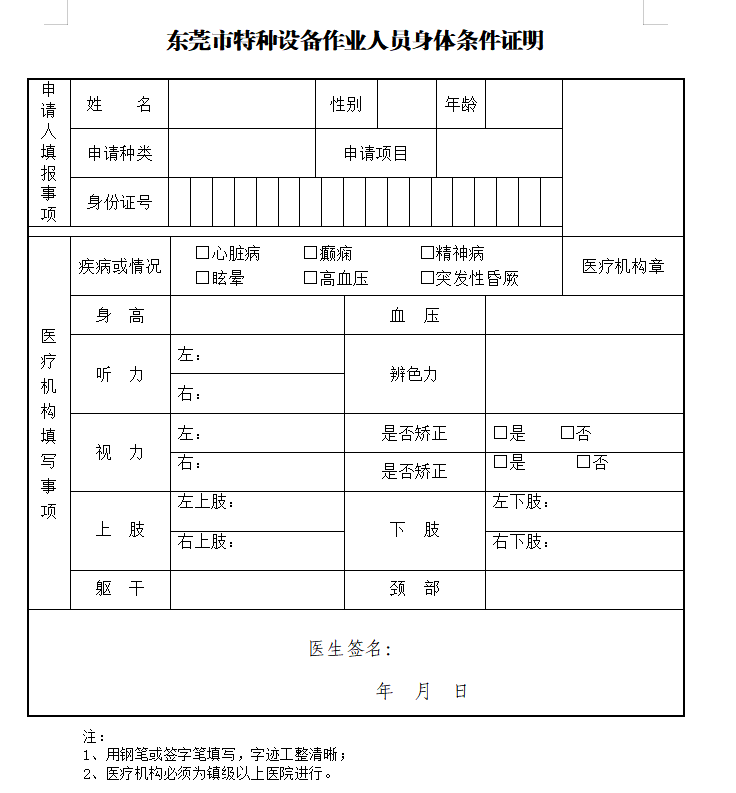 东莞市特种设备作业人员身体条件证明
申请人填报事项
姓 名 性别 年龄
申请种类 申请项目
身份证号
医疗机构填写事项
疾病或情况 □心脏病 □癫痫 □精神病 医疗机构章
□眩晕 □高血压 □突发性昏厥
身 高 血 压
听 力 左： 辨色力
右：
视 力 左： 是否矫正 □是 □否
右： 是否矫正 □是 □否
上 肢 左上肢： 下 肢 左下肢：
右上肢： 右下肢：
躯 干 颈 部
医生签名：
年 月 日
注：
1、用钢笔或签字笔填写，字迹工整清晰；
2、医疗机构必须为镇级以上医院进行。